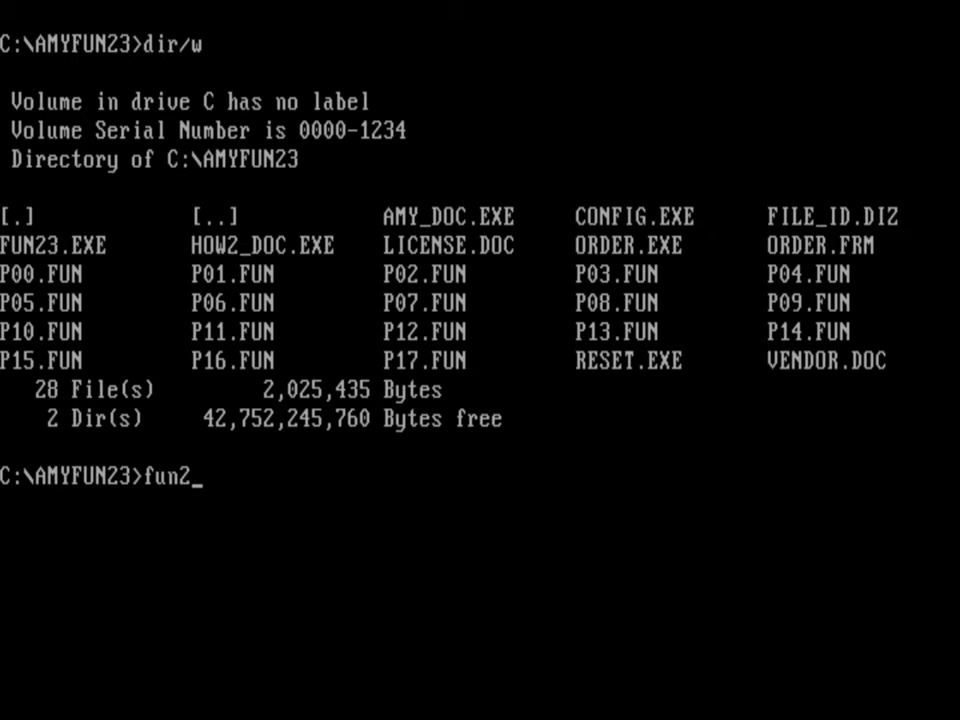 C:\AMYFUN23>dir/w
Volume in drive C has no label
Volume Serial Number is 0000-1234
Directory of C:\AMYFUN23
[.] [..] AMY_DOC.EXE CONFIG.EXE FILE_ID.DIZ
FUN23.EXE HOW2_DOC.EXE LICENSE.DOC ORDER.EXE ORDER.FRM
P00.FUN P01.FUN P02.FUN P03.FUN P04.FUN
P05.FUN P06.FUN P07.FUN P08.FUN P09.FUN
P10.FUN P11.FUN P12.FUN P13.FUN P14.FUN
P15.FUN P16.FUN P17.FUN RESET.EXE VENDOR.DOC
28 File(s) 2,025,435 Bytes
2 Dir(s) 42,752,245,760 Bytes free
C:\AMYFUN23>fun2_